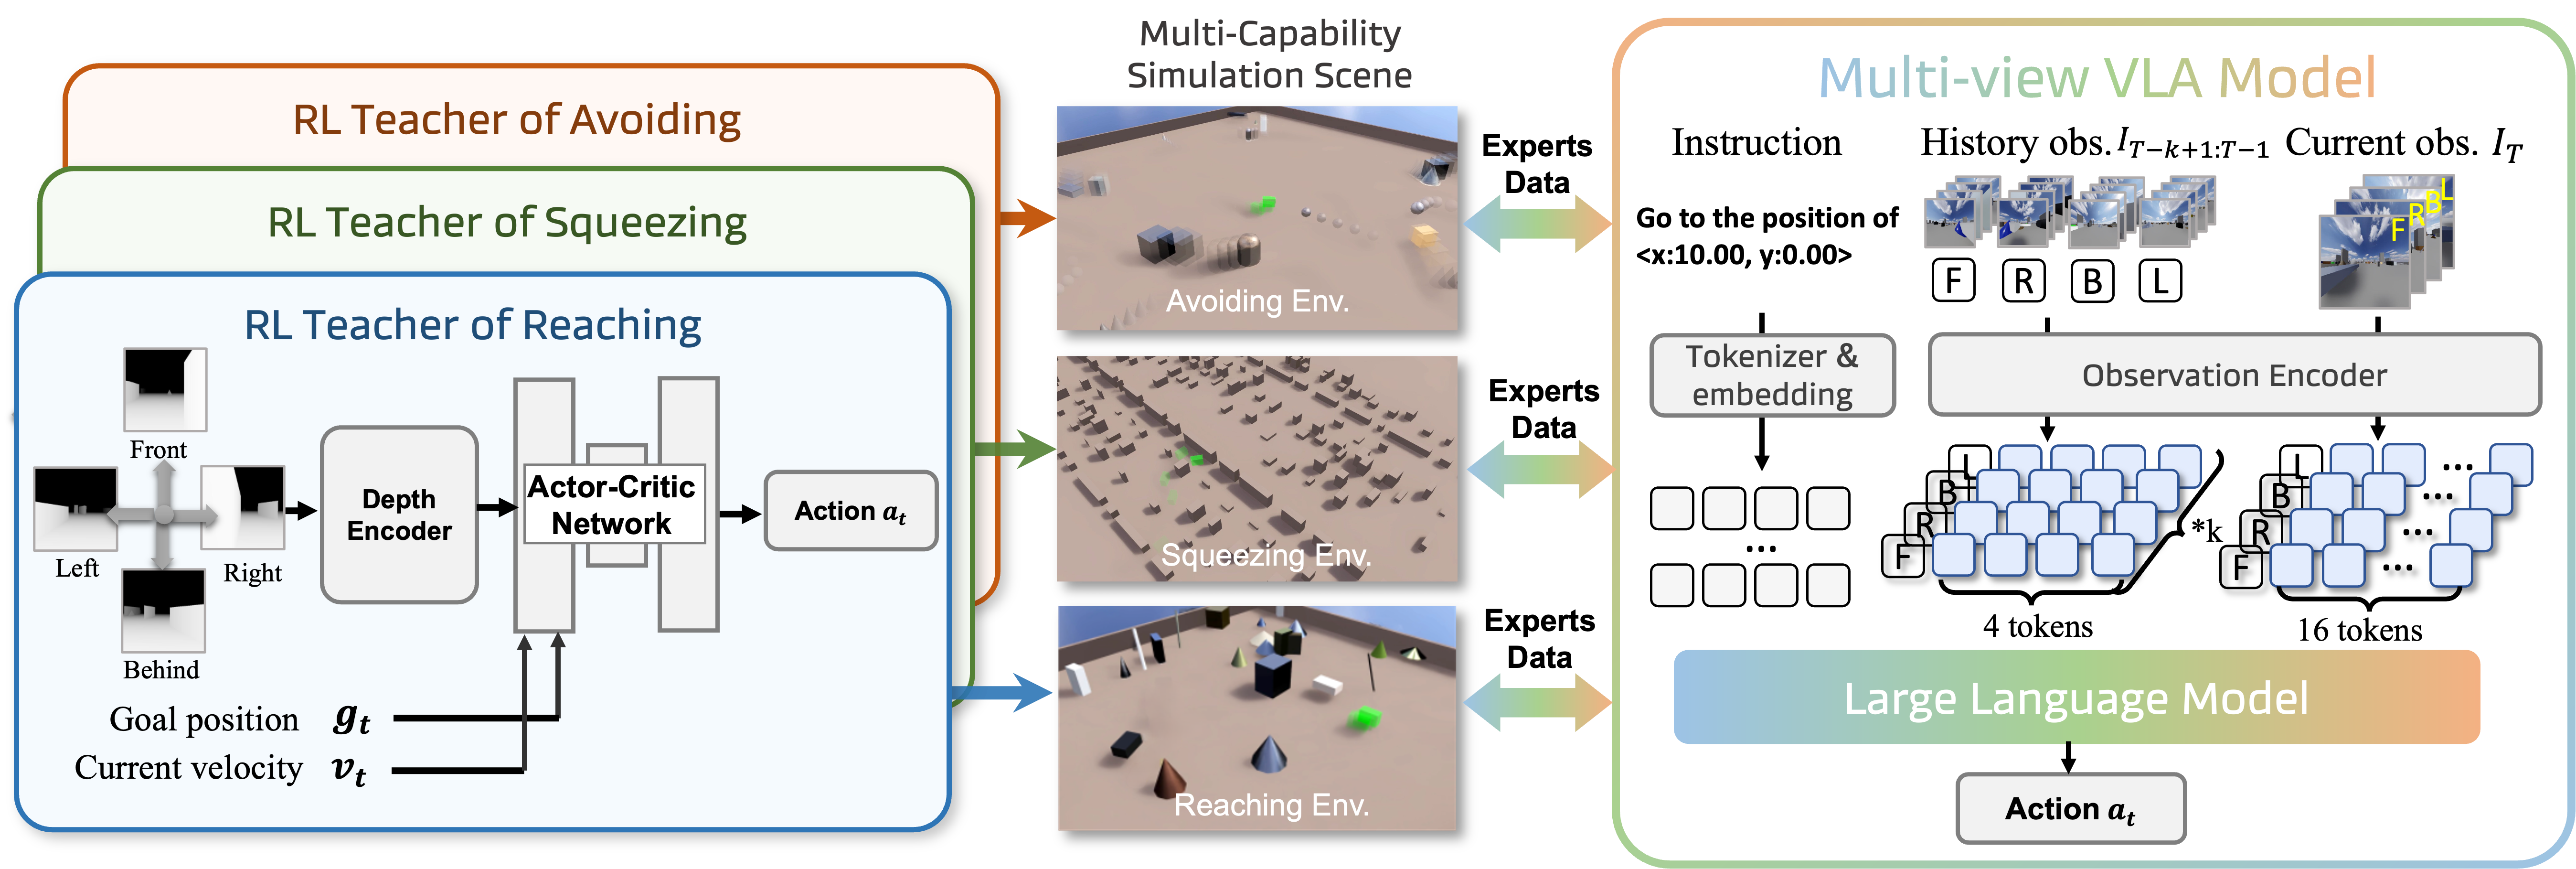 RL Teacher of Avoiding
RL Teacher of Squeezing
RL Teacher of Reaching
Front
Left
Right
Behind
Depth
Encoder
Actor-Critic
Network
Action a_t
Goal position g_t
Current velocity v_t
Multi-Capability
Simulation Scene
Avoiding Env.
Squeezing Env.
Reaching Env.
Experts
Data
Experts
Data
Experts
Data
Multi-view VLA Model
Instruction
Go to the position of
<x:10.00, y:0.00>
Tokenizer &
embedding
...
History obs. I_{T−k+1:T−1}
F R B L
Current obs. I_T
F R B L
Observation Encoder
L
B
R
F
*k
4 tokens
L ...
B ...
R ...
F ...
16 tokens
Large Language Model
Action a_t